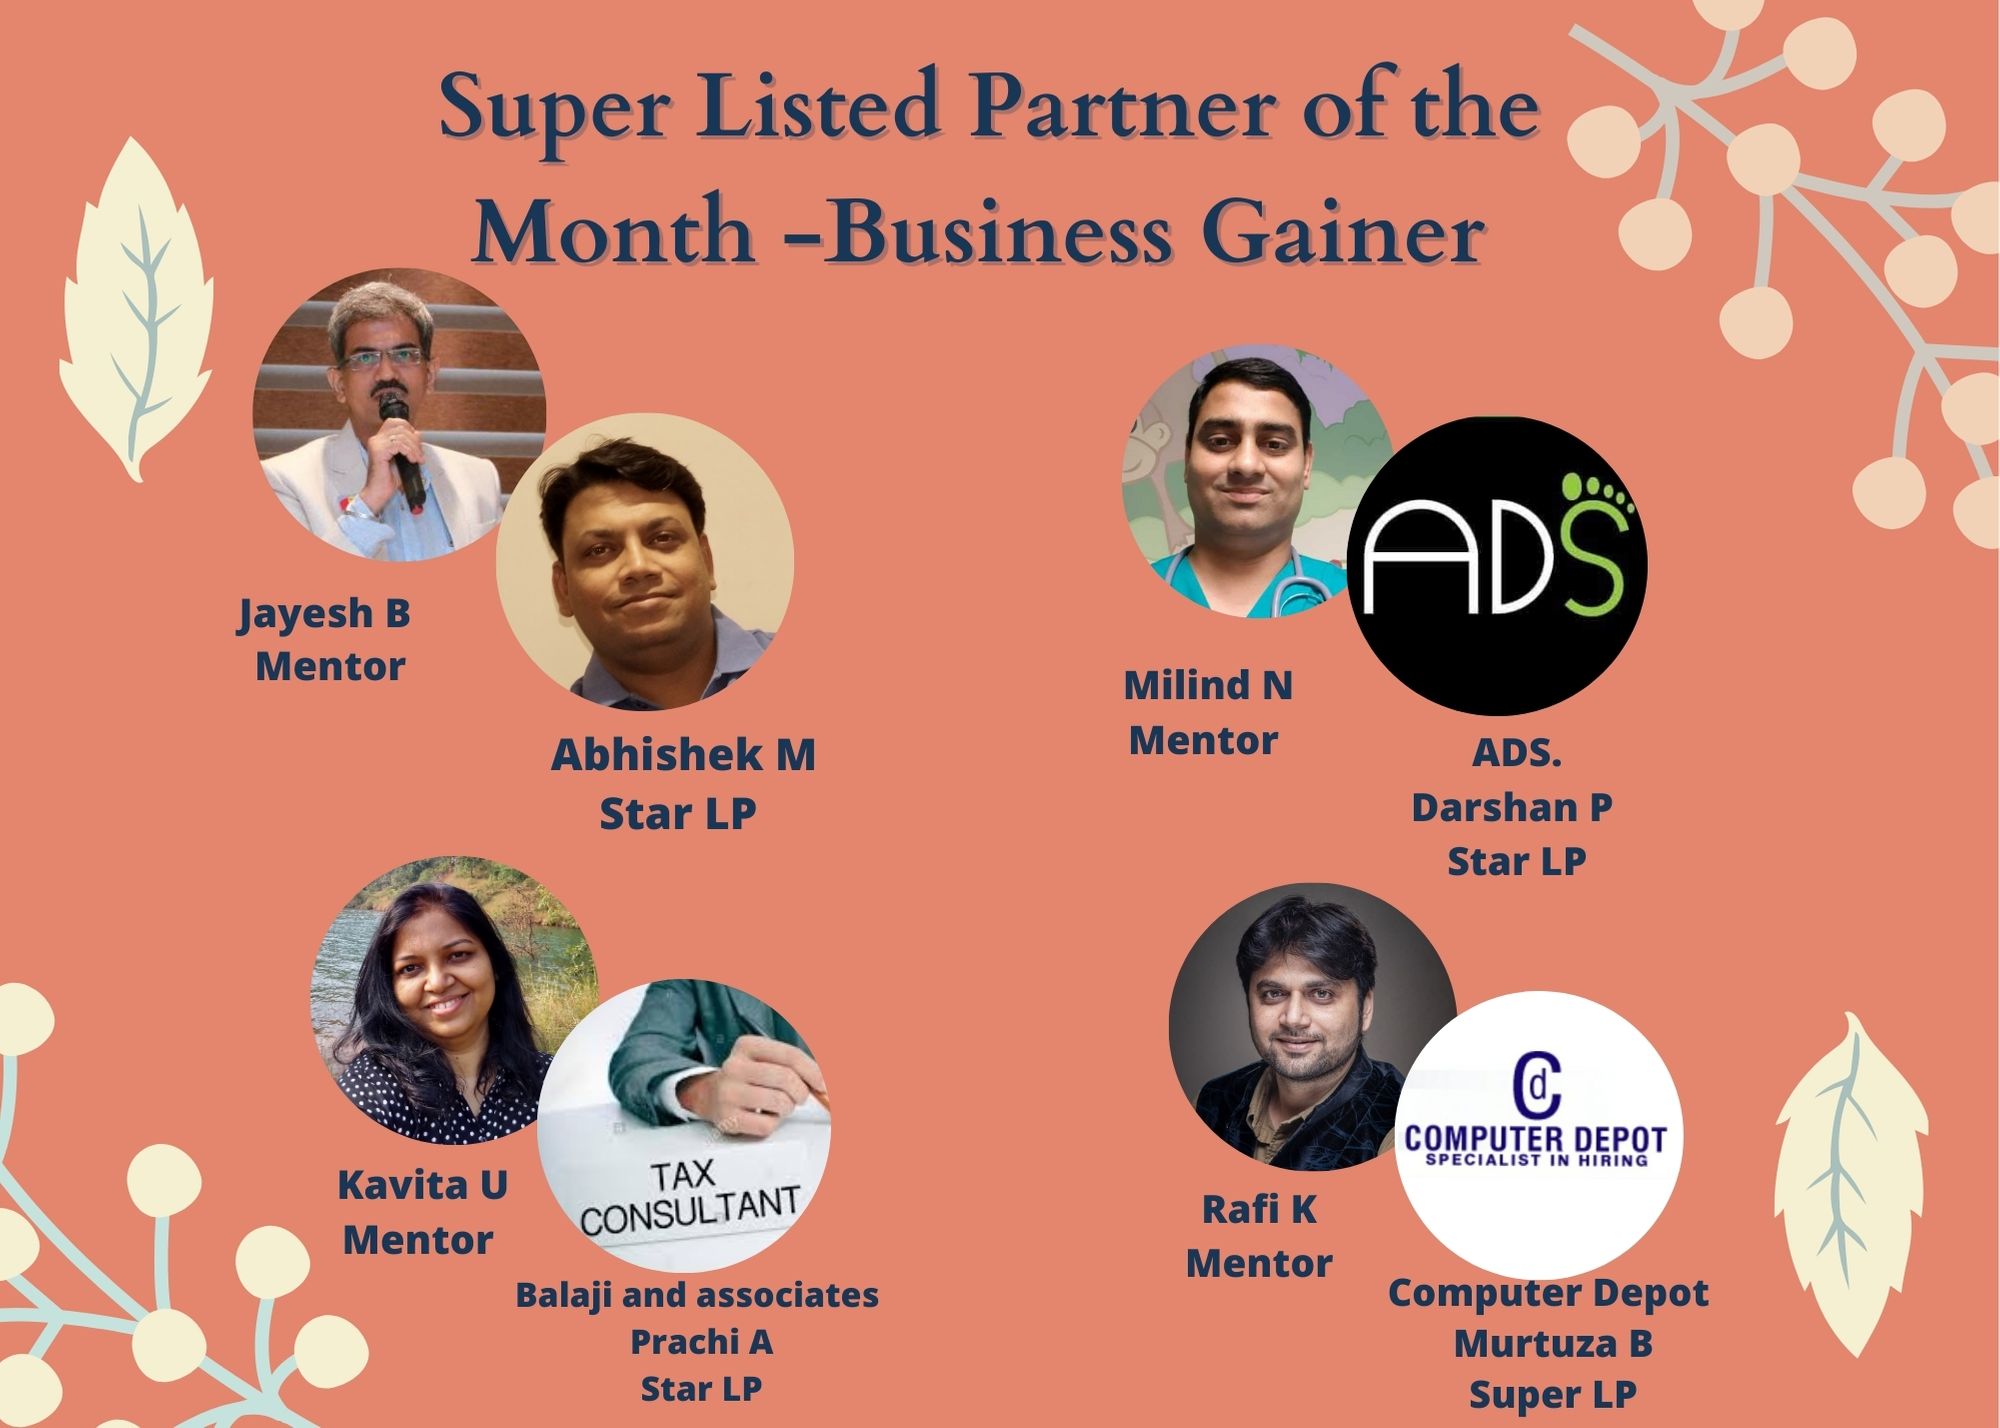 Super Listed Partner of the
Month -Business Gainer
Jayesh B
Mentor
Abhishek M
Star LP
Milind N
Mentor
ADS
ADS.
Darshan P
Star LP
Kavita U
Mentor
TAX
CONSULTANT
Balaji and associates
Prachi A
Star LP
Rafi K
Mentor
Cd
COMPUTER DEPOT
SPECIALIST IN HIRING
Computer Depot
Murtuza B
Super LP